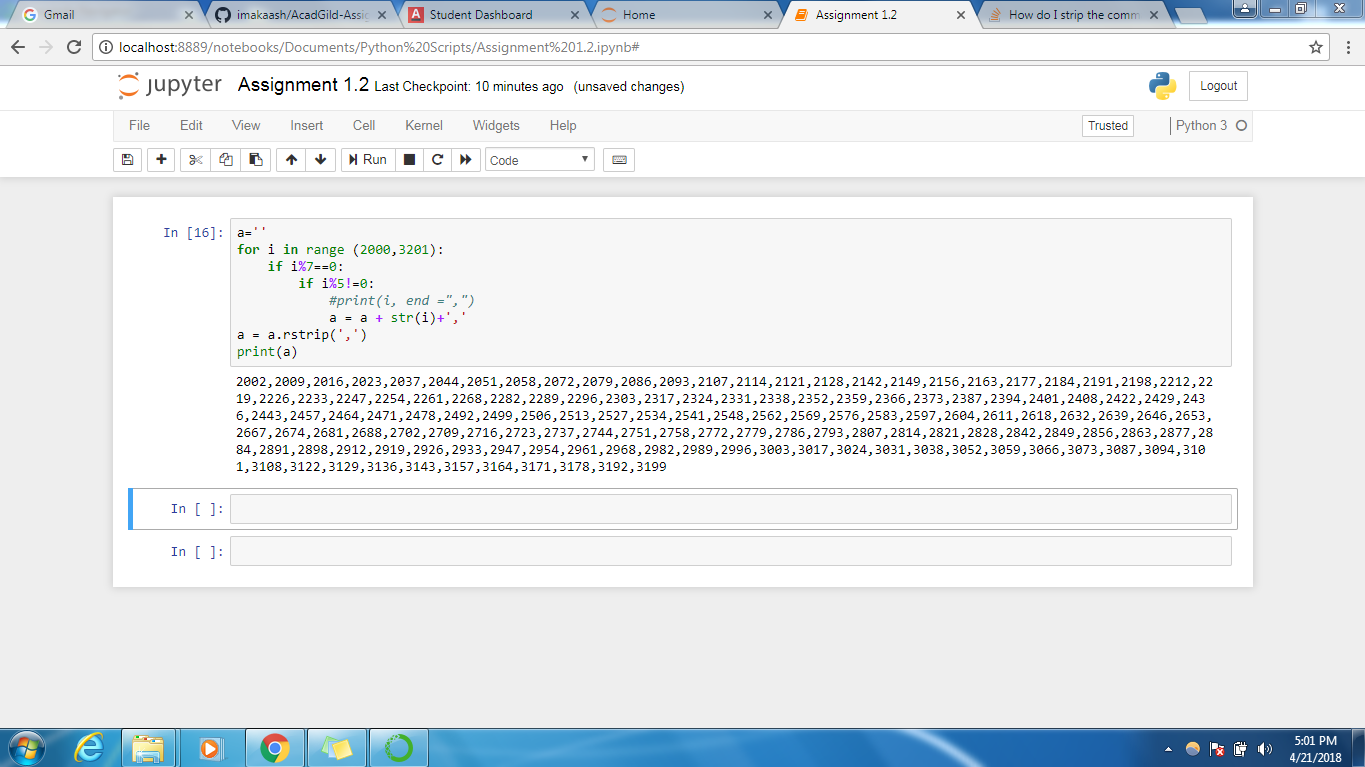 Gmail
imakaash/AcadGild-Assig
Student Dashboard
Home
Assignment 1.2
How do I strip the comm
localhost:8889/notebooks/Documents/Python%20Scripts/Assignment%201.2.ipynb#
jupyter Assignment 1.2 Last Checkpoint: 10 minutes ago (unsaved changes)
Logout
File Edit View Insert Cell Kernel Widgets Help
Trusted
Python 3
Run
Code
In [16]:
a=''
for i in range (2000,3201):
    if i%7==0:
        if i%5!=0:
            #print(i, end =",")
            a = a + str(i)+','
a = a.rstrip(',')
print(a)
2002,2009,2016,2023,2037,2044,2051,2058,2072,2079,2086,2093,2107,2114,2121,2128,2142,2149,2156,2163,2177,2184,2191,2198,2212,22
19,2226,2233,2247,2254,2261,2268,2282,2289,2296,2303,2317,2324,2331,2338,2352,2359,2366,2373,2387,2394,2401,2408,2422,2429,243
6,2443,2457,2464,2471,2478,2492,2499,2506,2513,2527,2534,2541,2548,2562,2569,2576,2583,2597,2604,2611,2618,2632,2639,2646,2653,
2667,2674,2681,2688,2702,2709,2716,2723,2737,2744,2751,2758,2772,2779,2786,2793,2807,2814,2821,2828,2842,2849,2856,2863,2877,28
84,2891,2898,2912,2919,2926,2933,2947,2954,2961,2968,2982,2989,2996,3003,3017,3024,3031,3038,3052,3059,3066,3073,3087,3094,310
1,3108,3122,3129,3136,3143,3157,3164,3171,3178,3192,3199
In [ ]:
In [ ]:
5:01 PM
4/21/2018